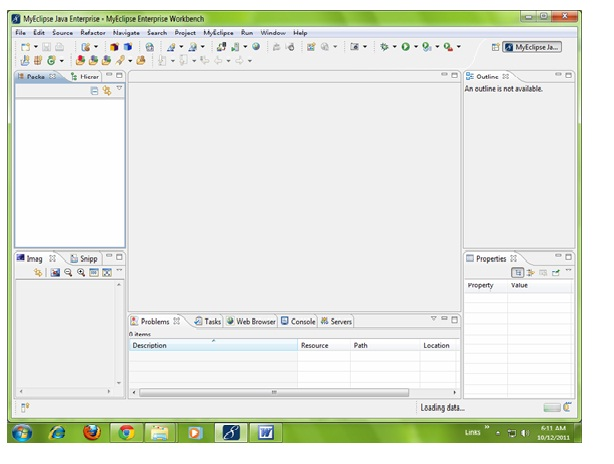 MyEclipse Java Enterprise - MyEclipse Enterprise Workbench
File Edit Source Refactor Navigate Search Project MyEclipse Run Window Help
MyEclipse Ja...
Packa
Hierar
Outline
An outline is not available.
Imag
Snipp
Properties
Property Value
Problems Tasks Web Browser Console Servers
0 items
Description Resource Path Location
Loading data...
Links
6:11 AM
10/12/2011